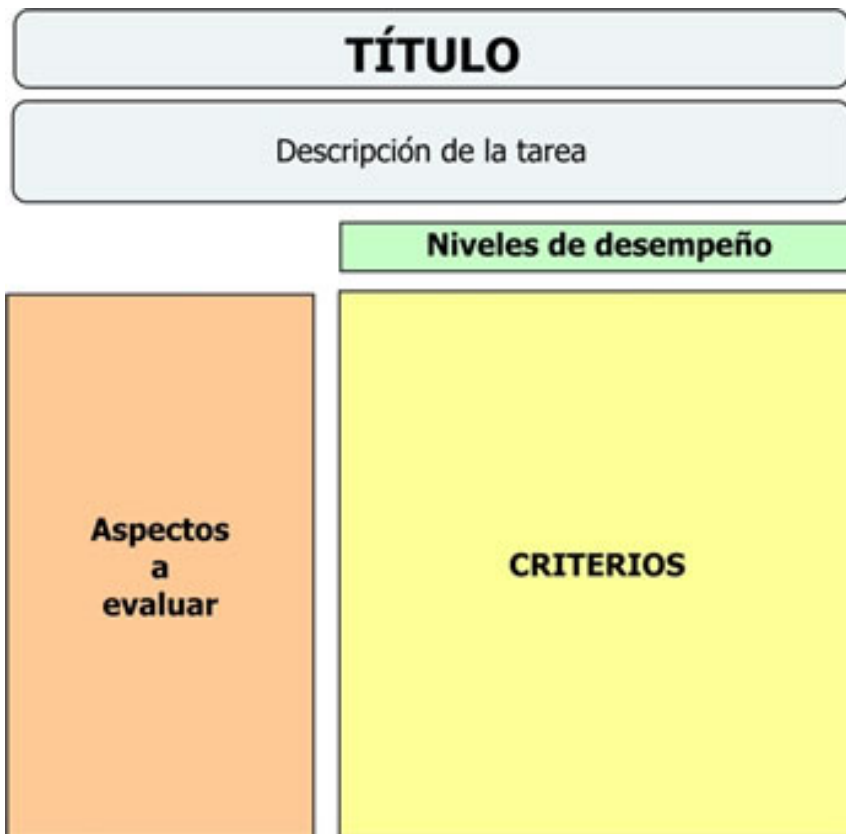 TÍTULO
Descripción de la tarea
Niveles de desempeño
Aspectos
a
evaluar
CRITERIOS